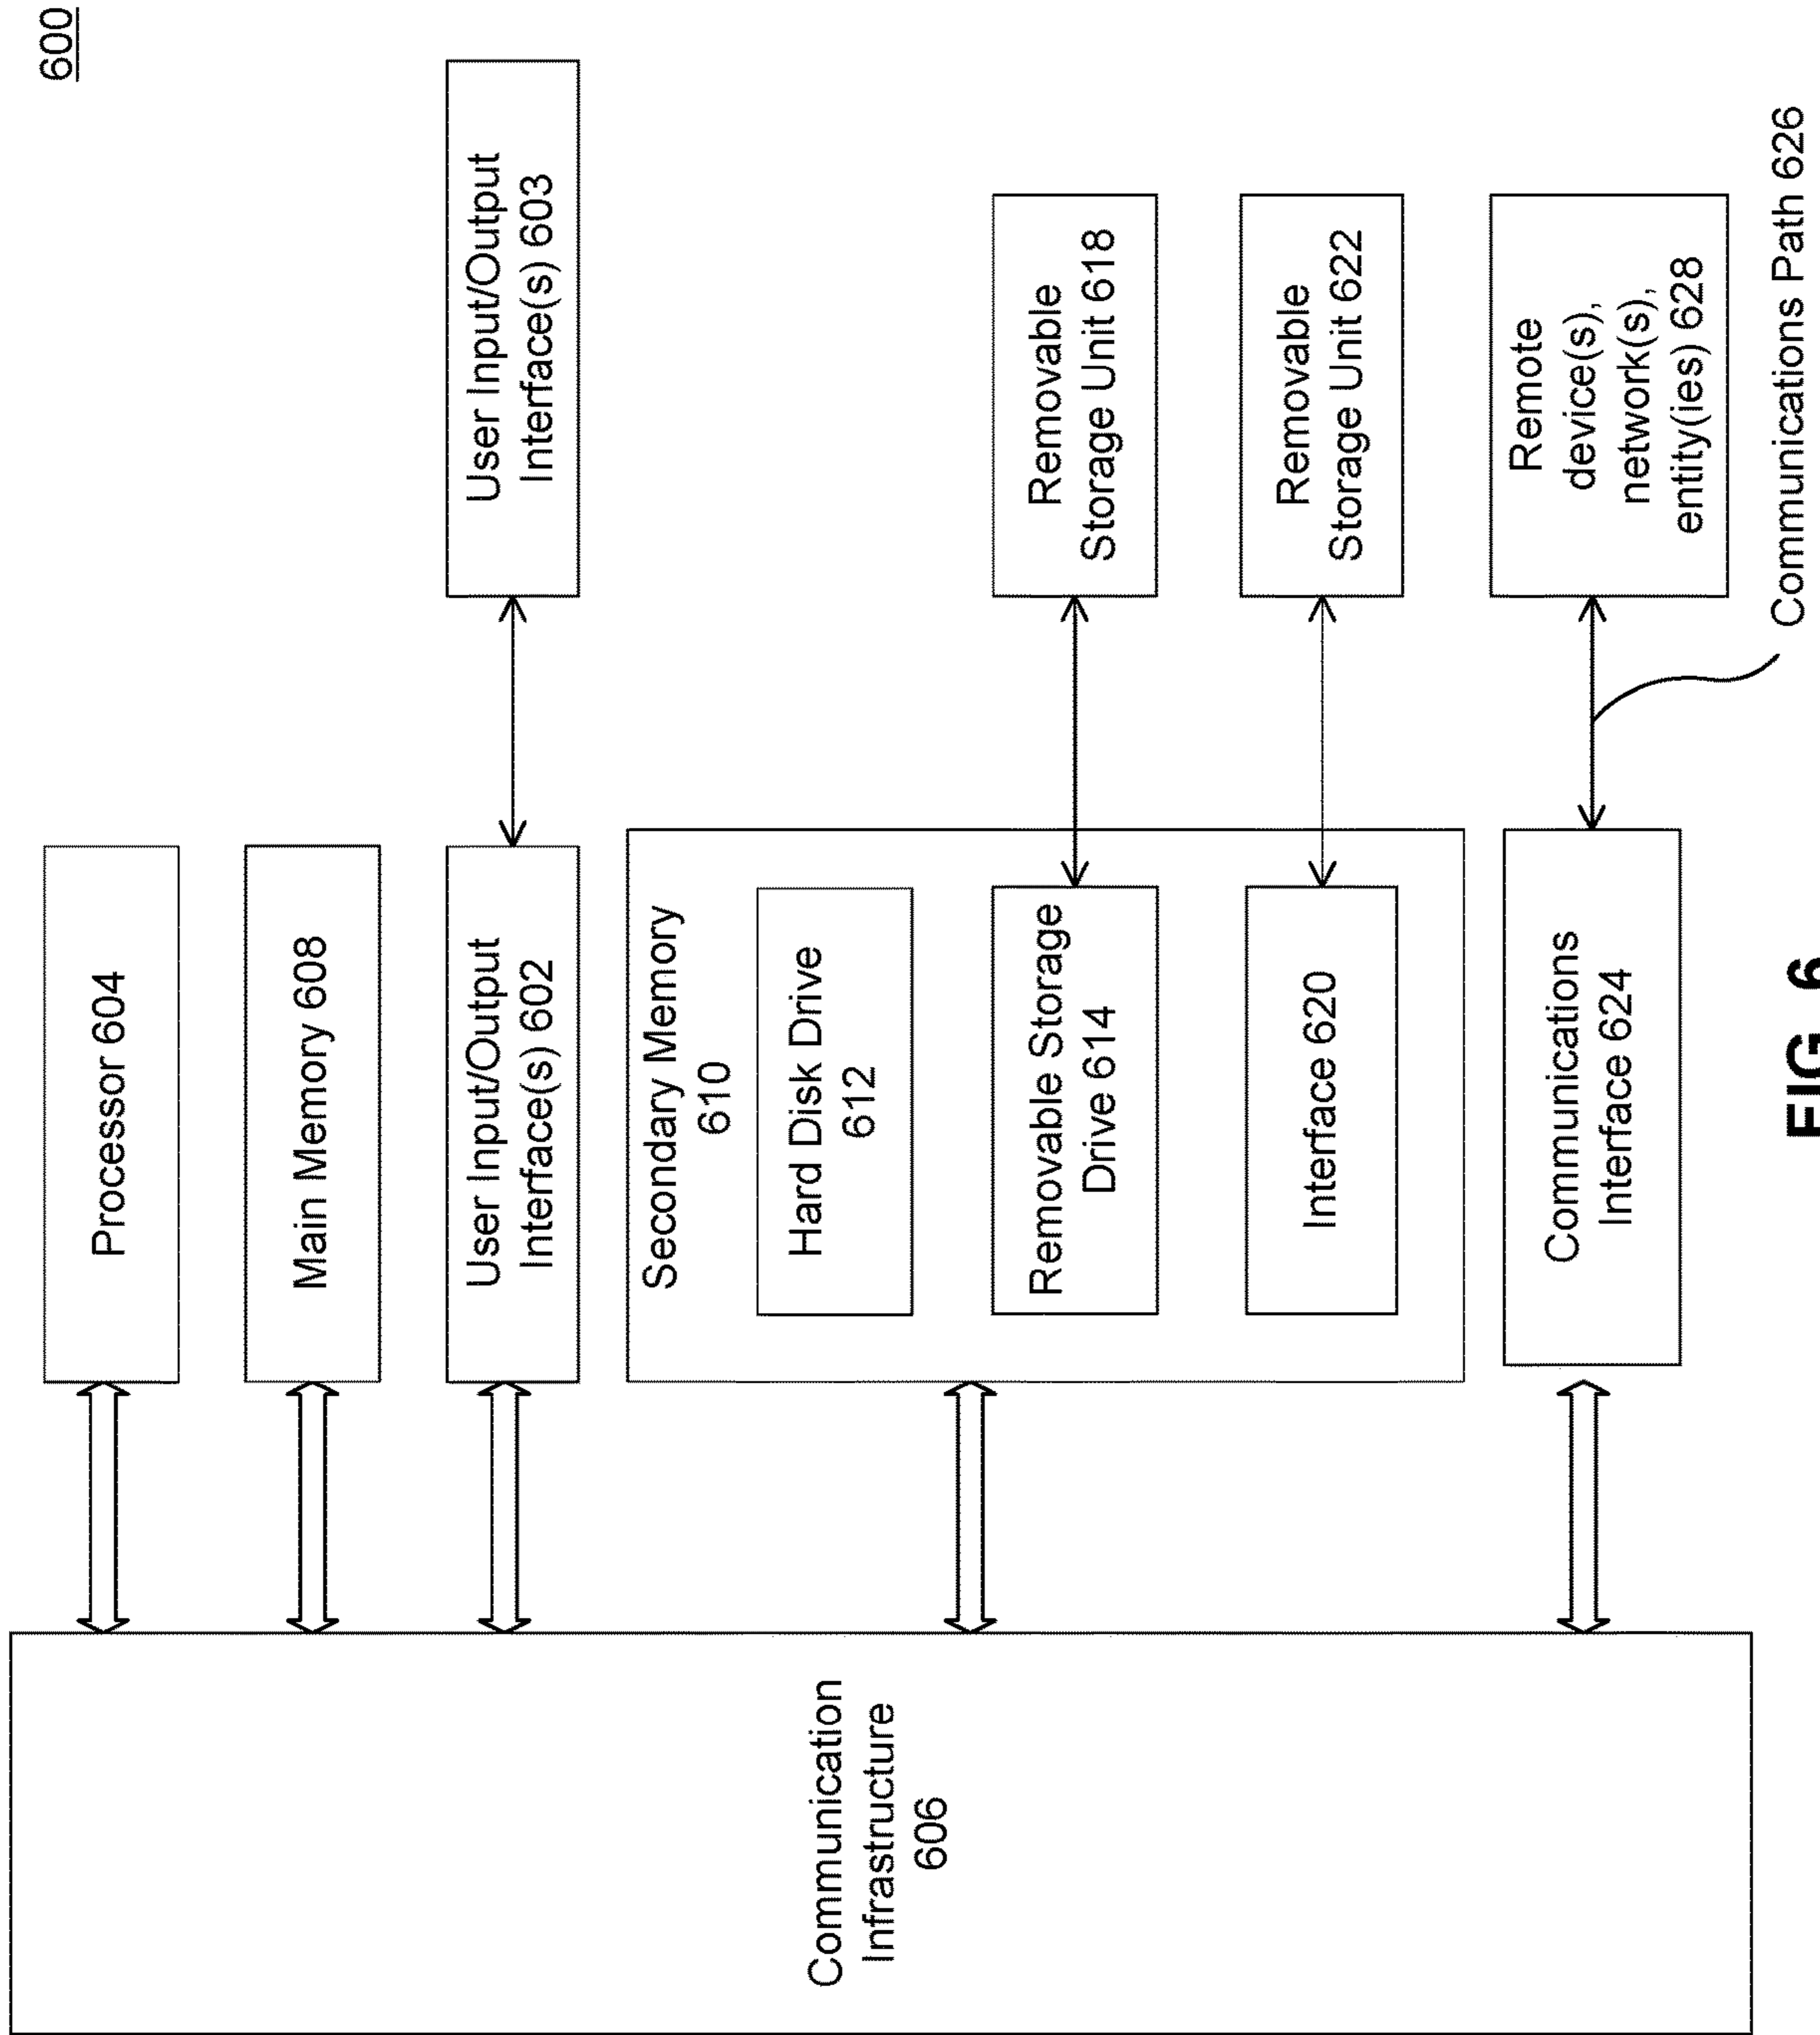 600
Processor 604
Main Memory 608
User Input/Output
Interface(s) 602
User Input/Output
Interface(s) 603
Communication
Infrastructure
606
Secondary Memory
610
Hard Disk Drive
612
Removable Storage
Drive 614
Removable
Storage Unit 618
Interface 620
Removable
Storage Unit 622
Communications
Interface 624
Remote
device(s),
network(s),
entity(ies) 628
Communications Path 626
FIG. 6